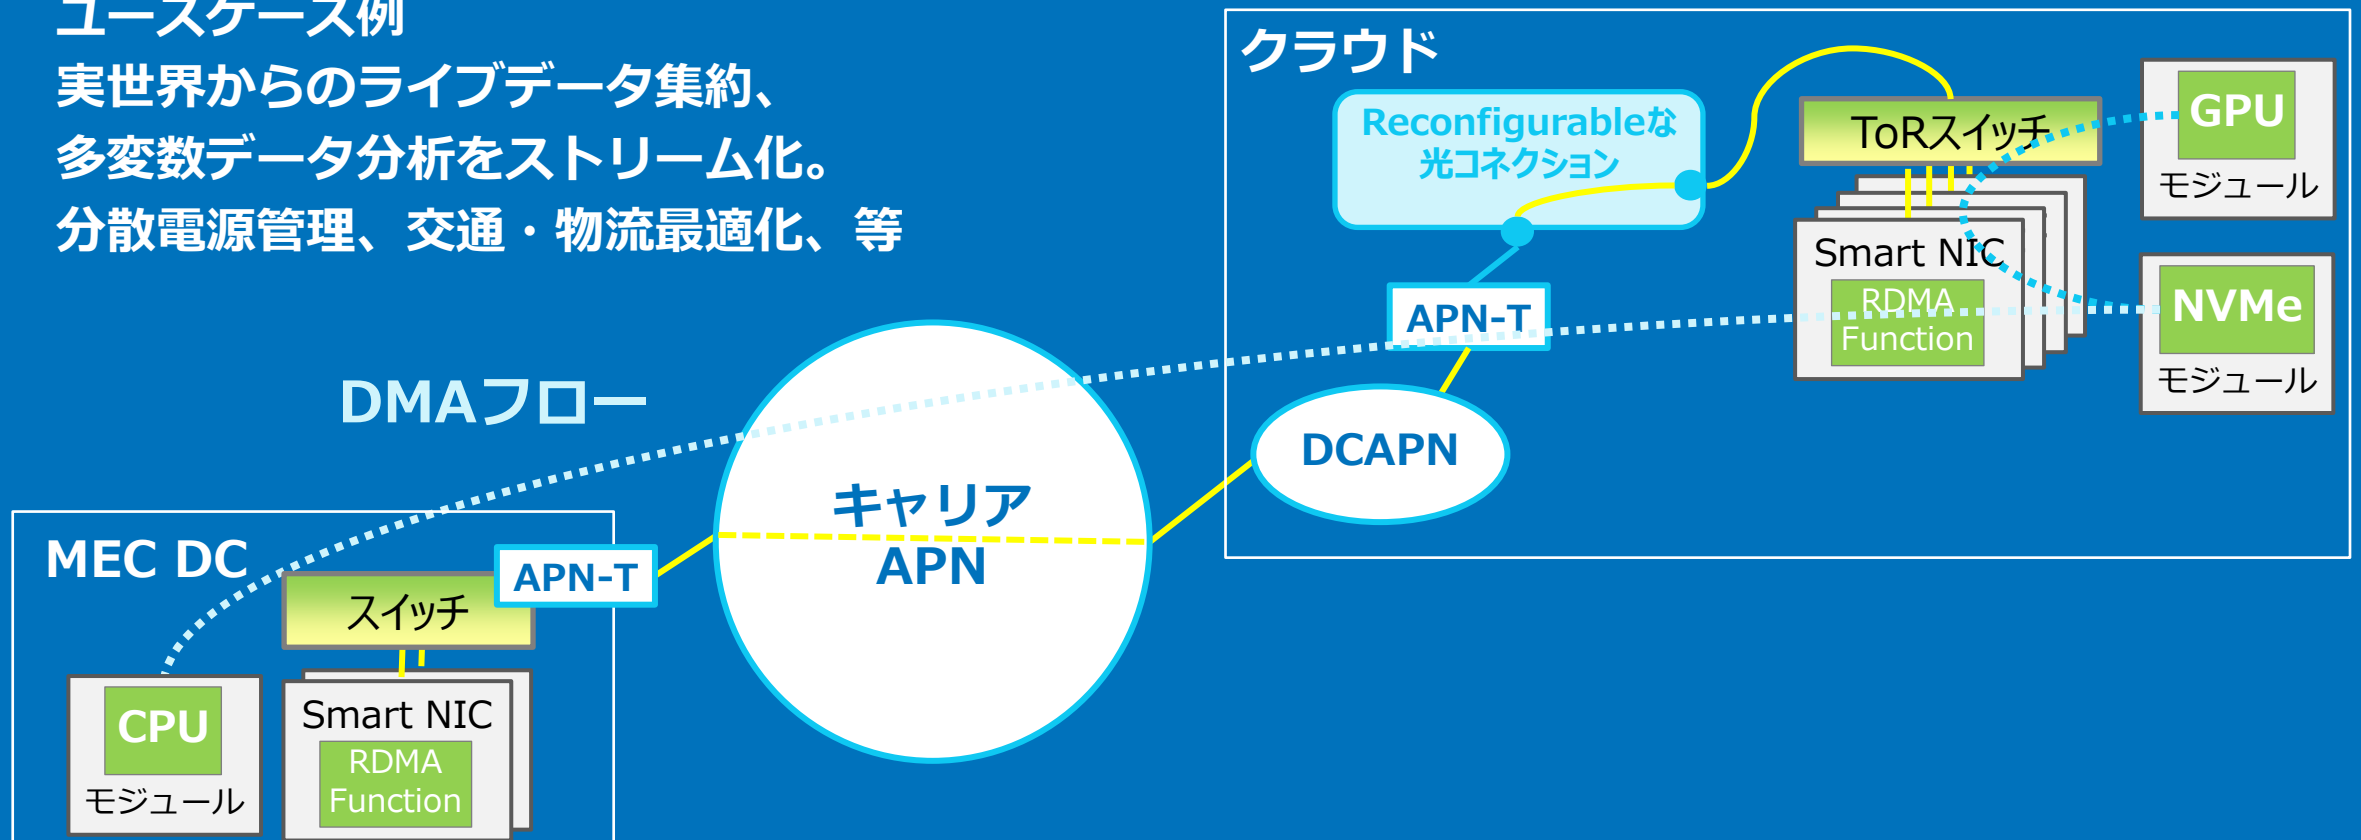 ユースケース例
実世界からのライブデータ集約、
多変数データ分析をストリーム化。
分散電源管理、交通・物流最適化、等
クラウド
Reconfigurableな
光コネクション
ToRスイッチ
GPU
モジュール
Smart NIC
RDMA
Function
NVMe
モジュール
APN-T
DCAPN
DMAフロー
キャリア
APN
MEC DC
APN-T
スイッチ
CPU
モジュール
Smart NIC
RDMA
Function